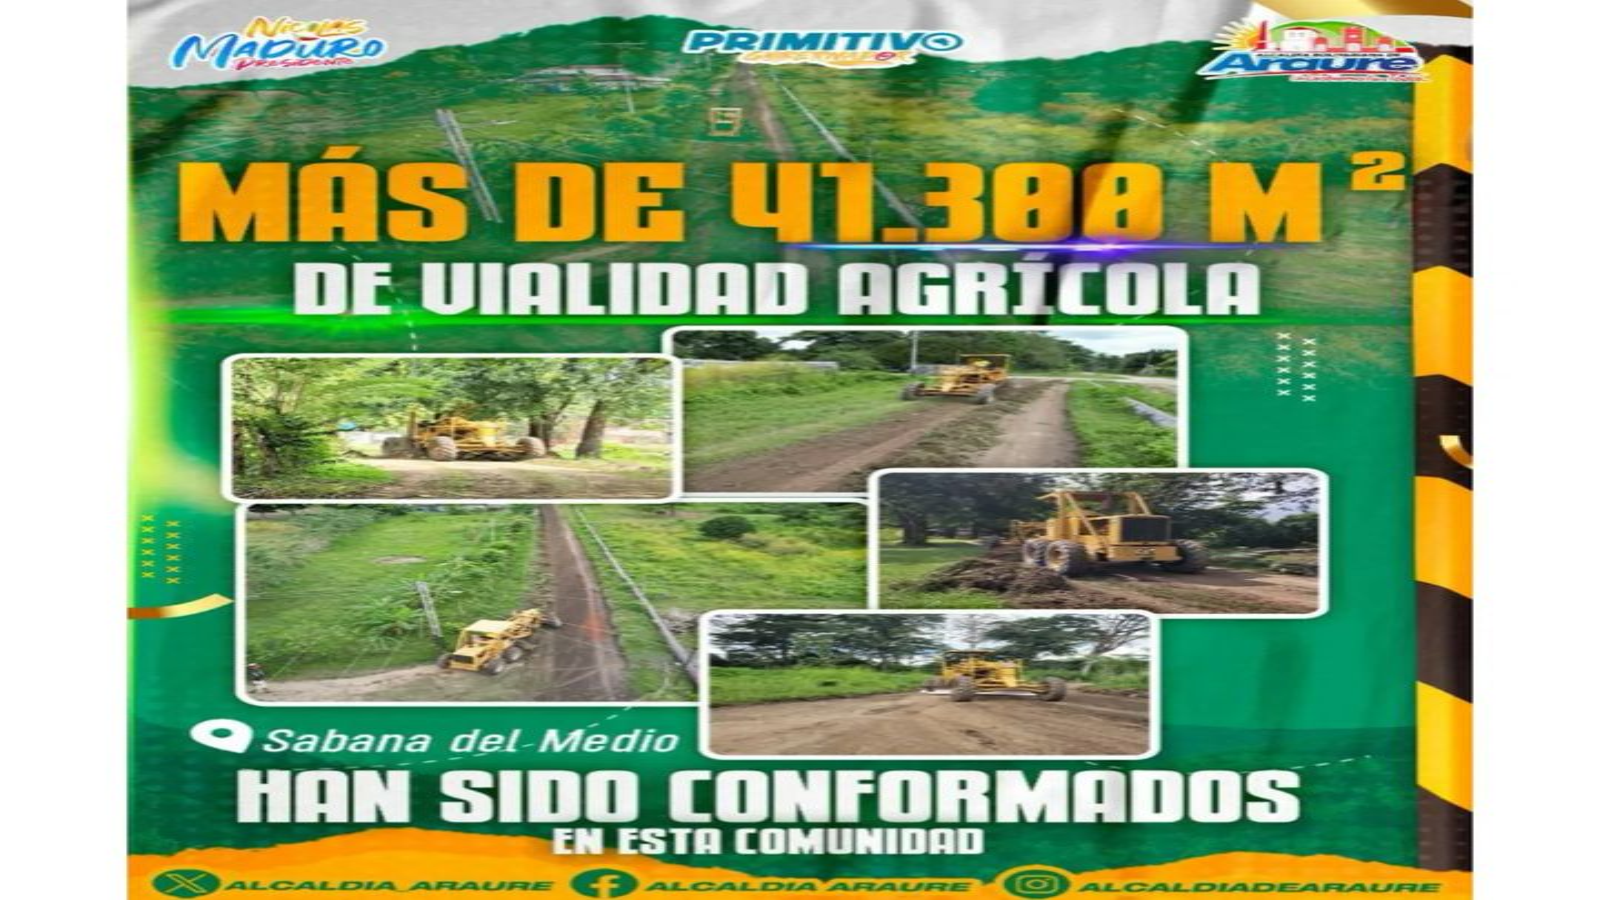 Nicolás
MADURO
PRESIDENTE
PRIMITIVO
Araure
MÁS DE 41.300 M²
DE VIALIDAD AGRÍCOLA
Sabana del Medio
HAN SIDO CONFORMADOS
EN ESTA COMUNIDAD
ALCALDIA_ARAURE
ALCALDIA ARAURE
ALCALDIADEARAURE